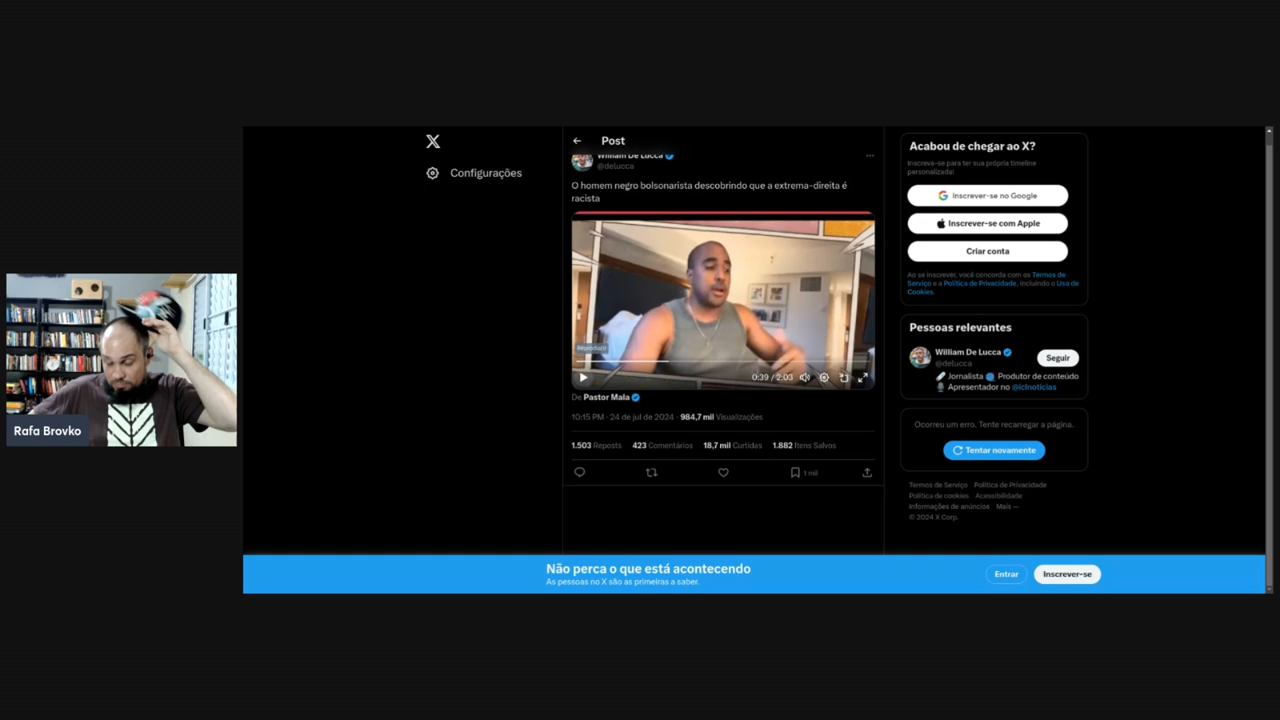 Rafa Brovko
X
Configurações
Post
William De Lucca
@delucca
O homem negro bolsonarista descobrindo que a extrema-direita é
racista
0:39 / 2:03
De Pastor Mala
10:15 PM · 24 de jul de 2024 · 984,7 mil Visualizações
1.503 Reposts 423 Comentários 18,7 mil Curtidas 1.882 Itens Salvos
1 mil
Acabou de chegar ao X?
Inscreva-se para ter sua própria timeline
personalizada!
Inscrever-se no Google
Inscrever-se com Apple
Criar conta
Ao se inscrever, você concorda com os Termos de
Serviço e a Política de Privacidade, incluindo o Uso de
Cookies.
Pessoas relevantes
William De Lucca
@delucca
Seguir
Jornalista Produtor de conteúdo
Apresentador no @iclnoticias
Ocorreu um erro. Tente recarregar a página.
Tentar novamente
Termos de Serviço Política de Privacidade
Política de cookies Acessibilidade
Informações de anúncios Mais
© 2024 X Corp.
Não perca o que está acontecendo
As pessoas no X são as primeiras a saber.
Entrar
Inscrever-se